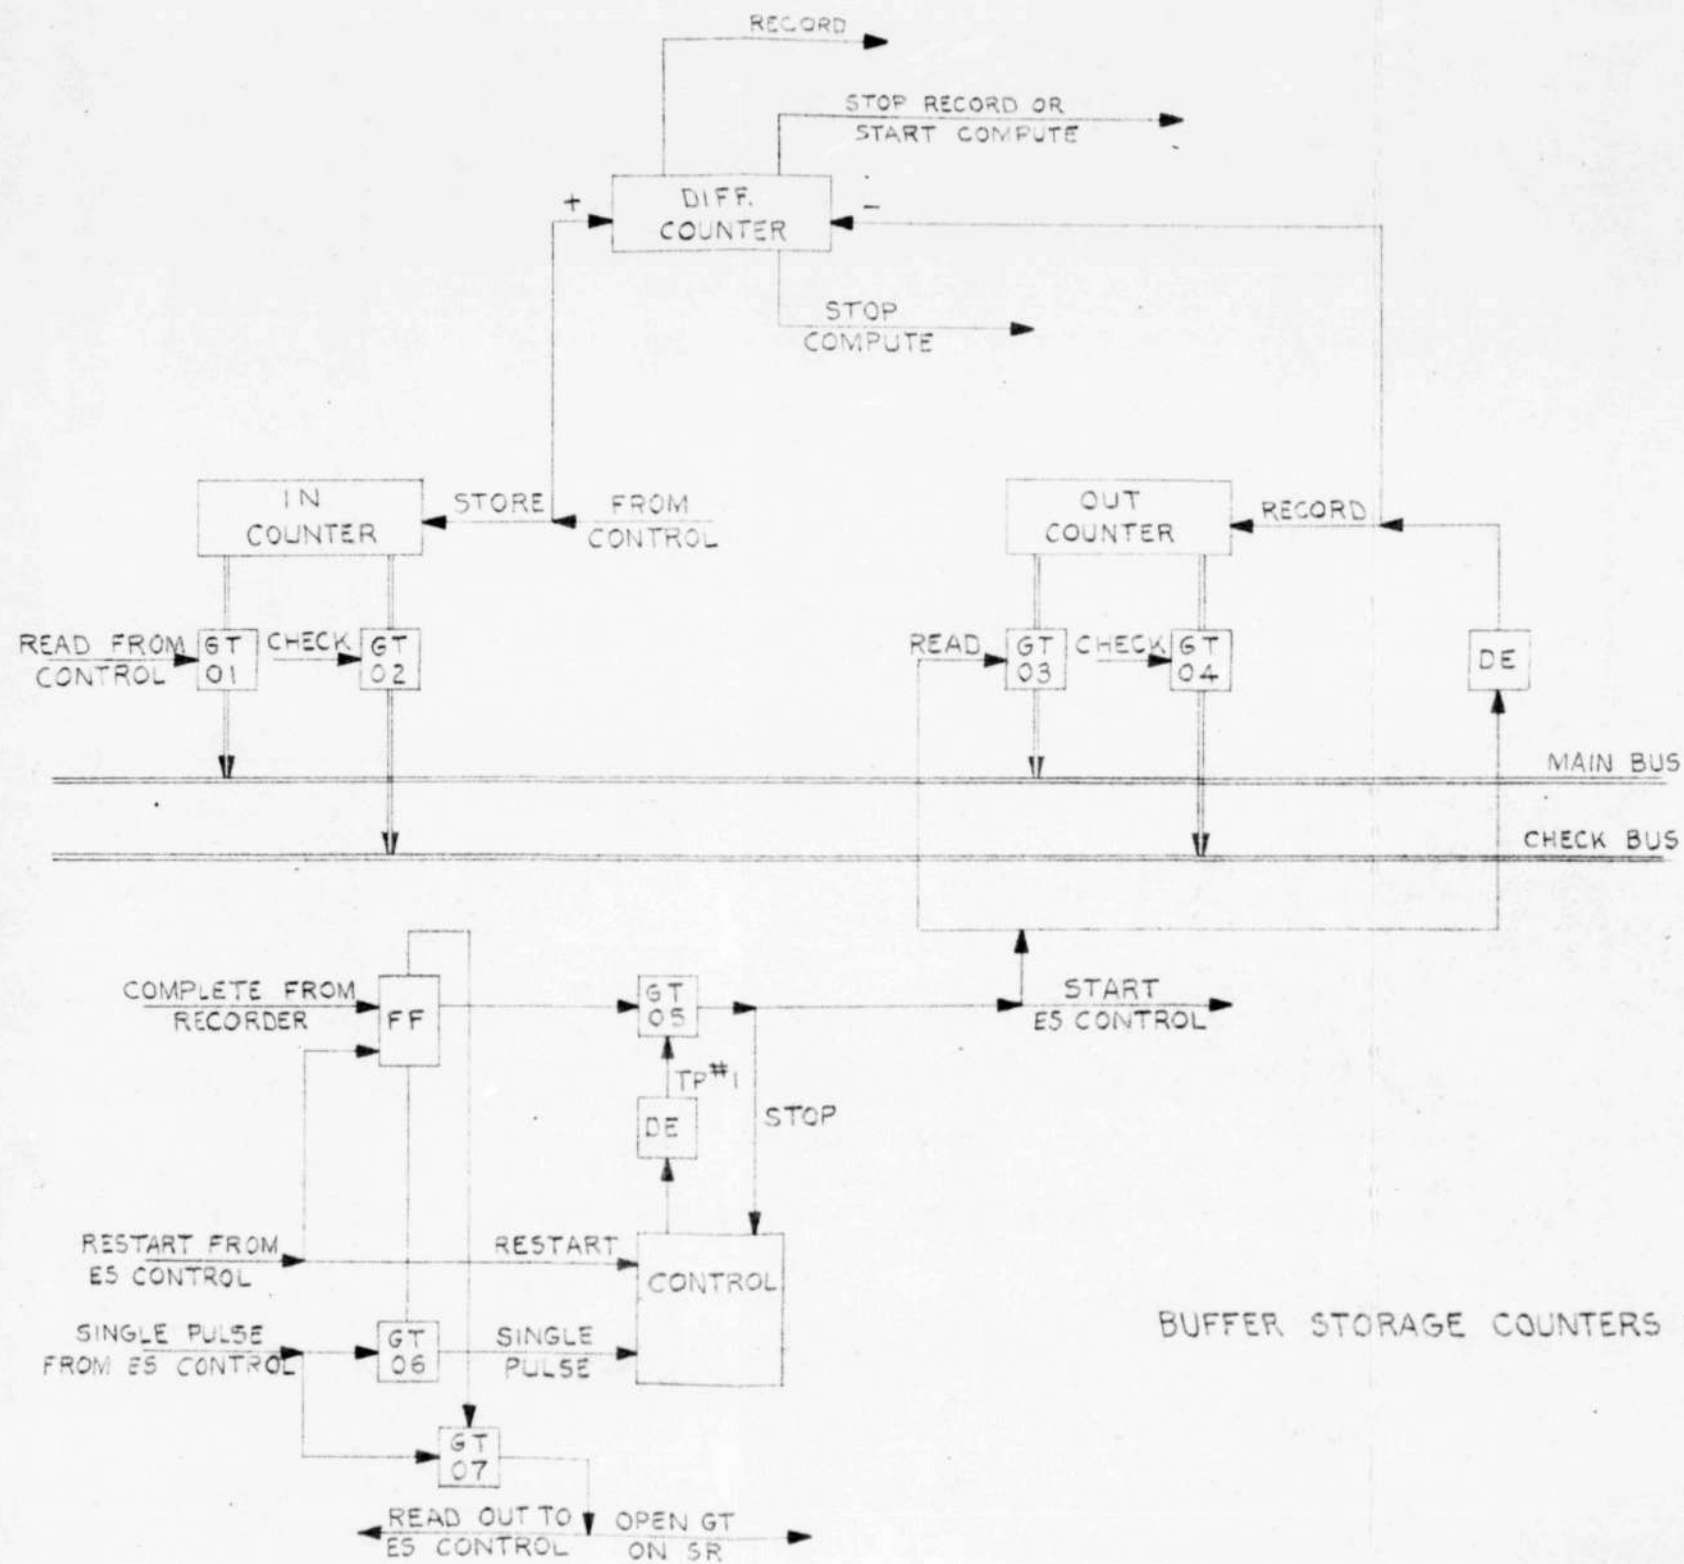 RECORD
STOP RECORD OR
START COMPUTE
+
DIFF.
COUNTER
-
STOP
COMPUTE
IN
COUNTER
STORE
FROM
CONTROL
OUT
COUNTER
RECORD
READ FROM
CONTROL
GT
01
CHECK
GT
02
READ
GT
03
CHECK
GT
04
DE
MAIN BUS
CHECK BUS
COMPLETE FROM
RECORDER
FF
GT
05
START
ES CONTROL
TP#1
DE
STOP
RESTART FROM
ES CONTROL
RESTART
CONTROL
SINGLE PULSE
FROM ES CONTROL
GT
06
SINGLE
PULSE
BUFFER STORAGE COUNTERS
GT
07
READ OUT TO
ES CONTROL
OPEN GT
ON SR